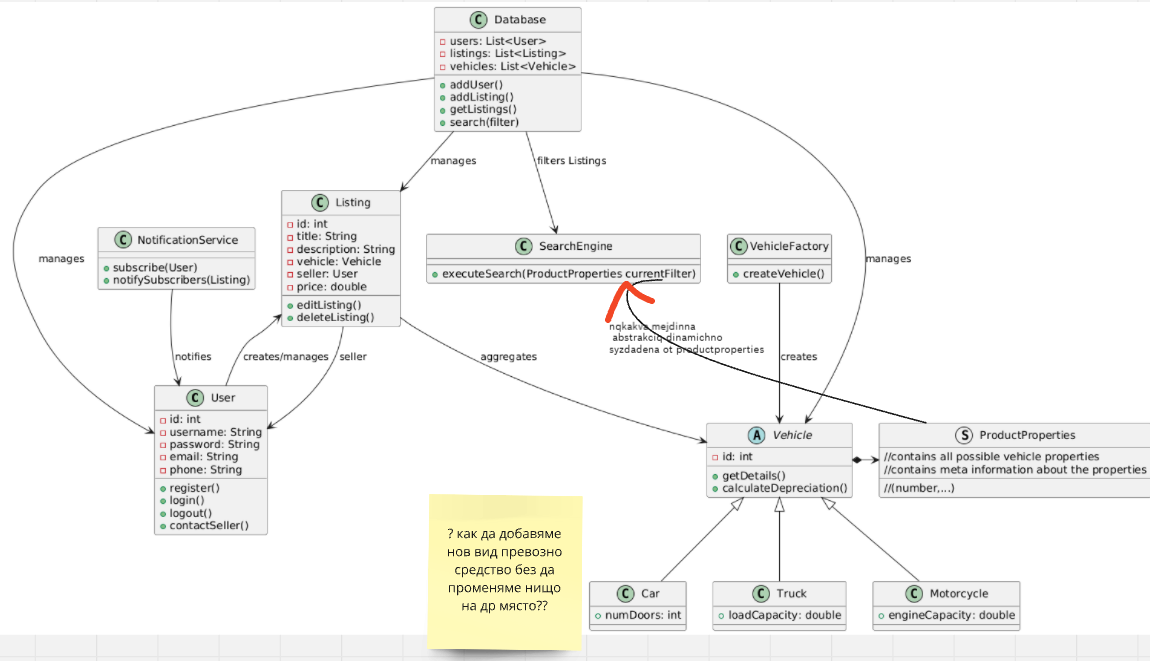 C Database
users: List<User>
listings: List<Listing>
vehicles: List<Vehicle>
addUser()
addListing()
getListings()
search(filter)
manages
filters Listings
C Listing
id: int
title: String
description: String
vehicle: Vehicle
seller: User
price: double
editListing()
deleteListing()
C NotificationService
subscribe(User)
notifySubscribers(Listing)
C SearchEngine
executeSearch(ProductProperties currentFilter)
C VehicleFactory
createVehicle()
manages
manages
nqkakva mejdinna
abstrakciq dinamichno
syzdadena ot productproperties
notifies
creates/manages
seller
aggregates
creates
C User
id: int
username: String
password: String
email: String
phone: String
register()
login()
logout()
contactSeller()
A Vehicle
id: int
getDetails()
calculateDepreciation()
S ProductProperties
//contains all possible vehicle properties
//contains meta information about the properties
//(number,...)
? как да добавяме
нов вид превозно
средство без да
променяме нищо
на др място??
C Car
numDoors: int
C Truck
loadCapacity: double
C Motorcycle
engineCapacity: double